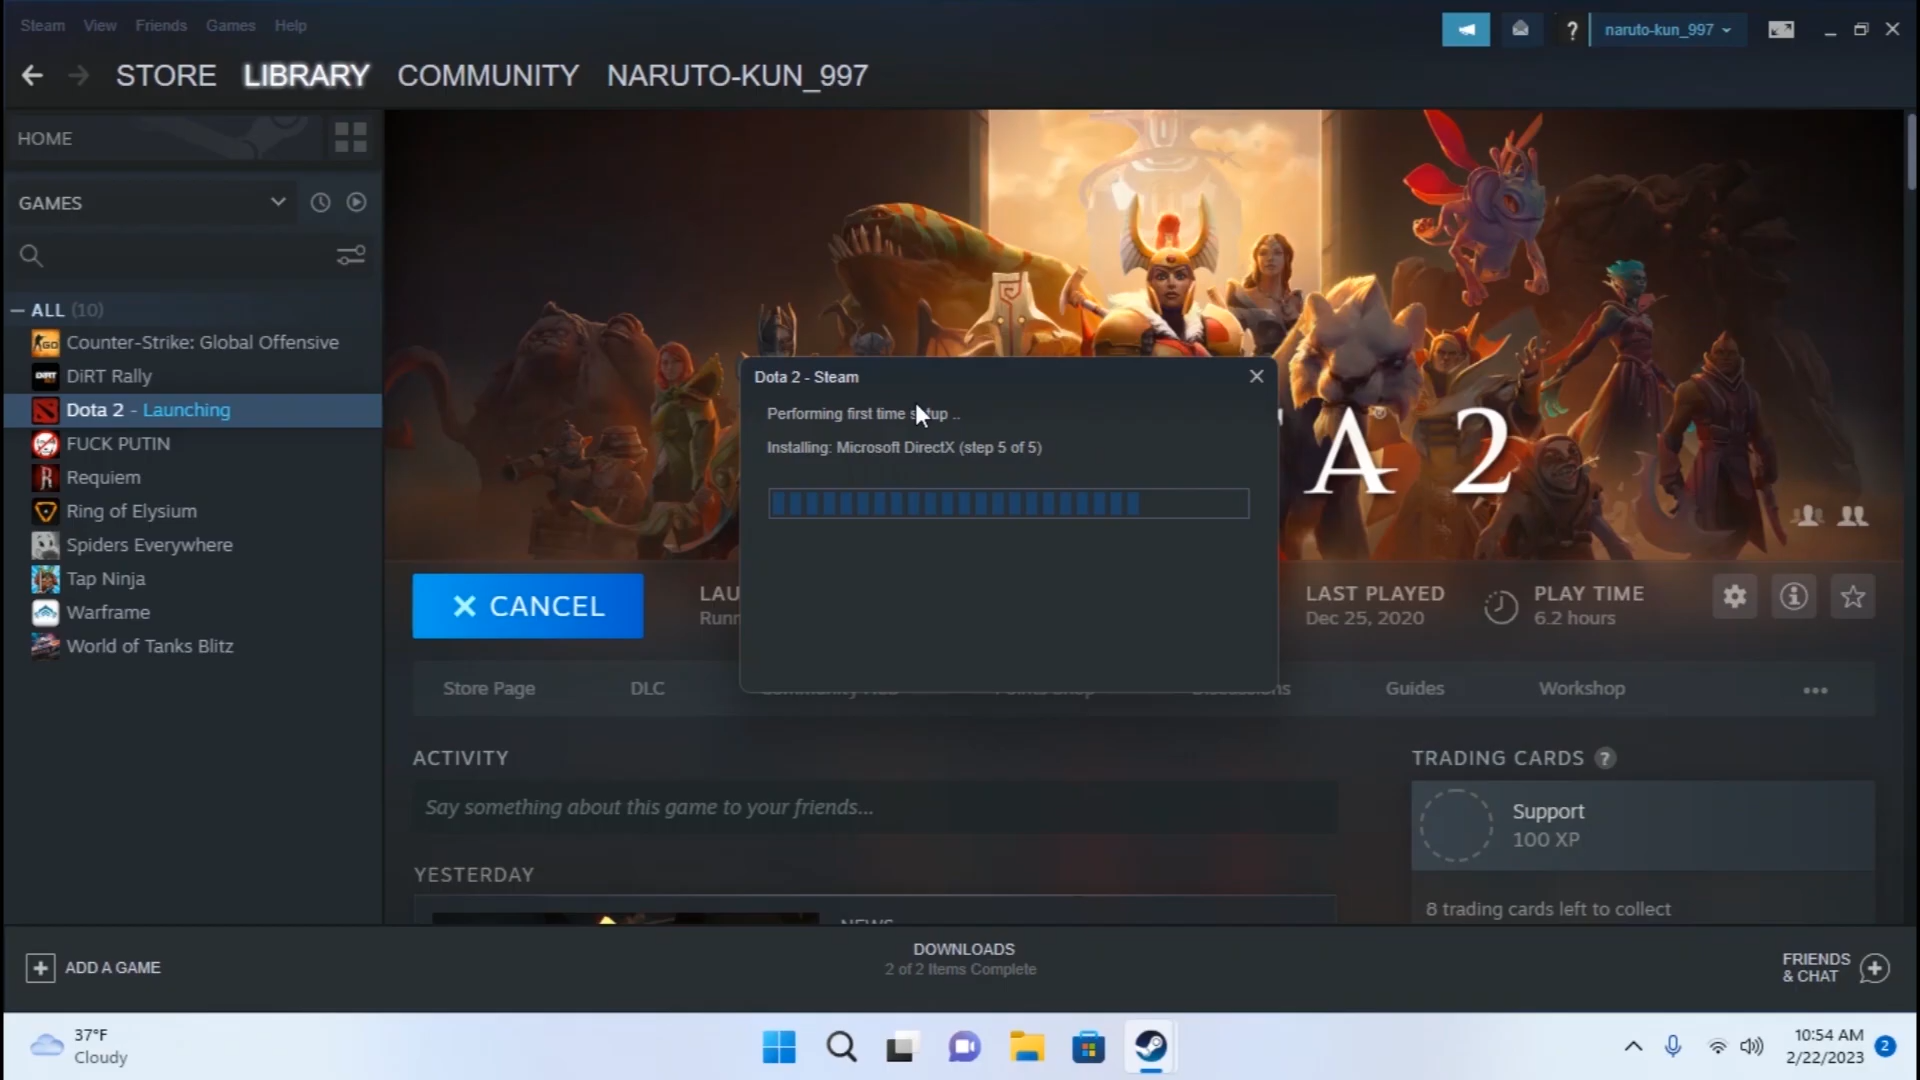 Steam View Friends Games Help
naruto-kun_997
STORE LIBRARY COMMUNITY NARUTO-KUN_997
HOME
GAMES
ALL (10)
Counter-Strike: Global Offensive
DiRT Rally
Dota 2 - Launching
FUCK PUTIN
Requiem
Ring of Elysium
Spiders Everywhere
Tap Ninja
Warframe
World of Tanks Blitz
A 2
Dota 2 - Steam
Performing first time setup ..
Installing: Microsoft DirectX (step 5 of 5)
CANCEL
LAU
Runn
LAST PLAYED
Dec 25, 2020
PLAY TIME
6.2 hours
Store Page DLC Guides Workshop
ACTIVITY
Say something about this game to your friends...
YESTERDAY
NEWS
TRADING CARDS ?
Support
100 XP
8 trading cards left to collect
ADD A GAME
DOWNLOADS
2 of 2 Items Complete
FRIENDS
& CHAT
37°F
Cloudy
10:54 AM
2/22/2023
2